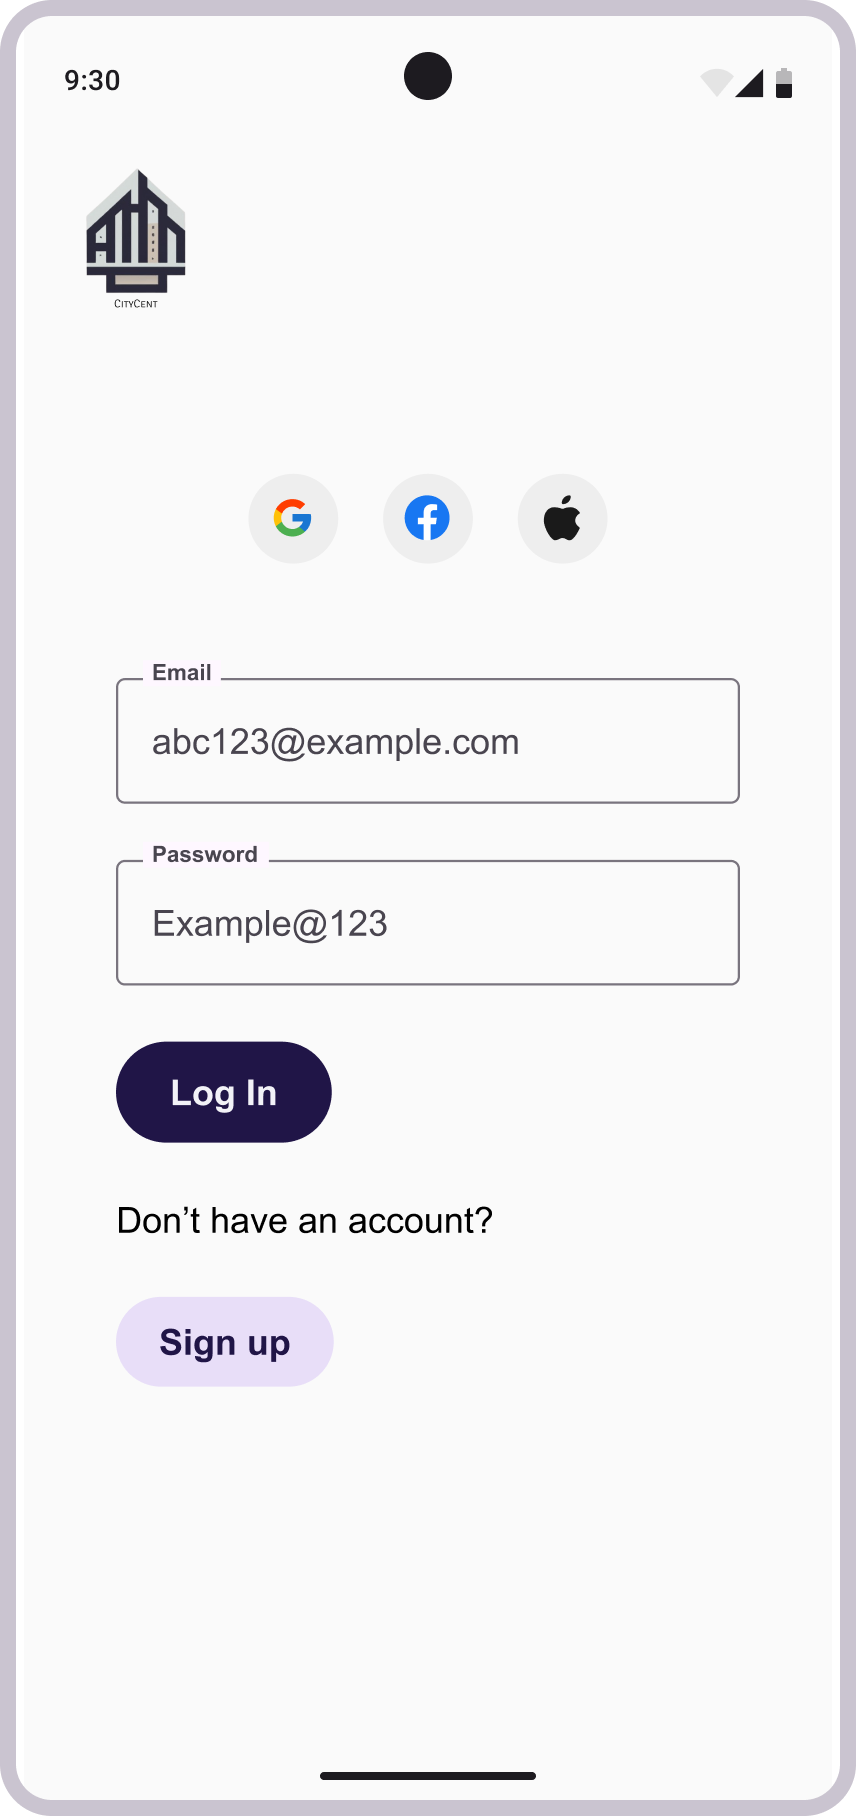 9:30
CITYCENT
Email
abc123@example.com
Password
Example@123
Log In
Don’t have an account?
Sign up